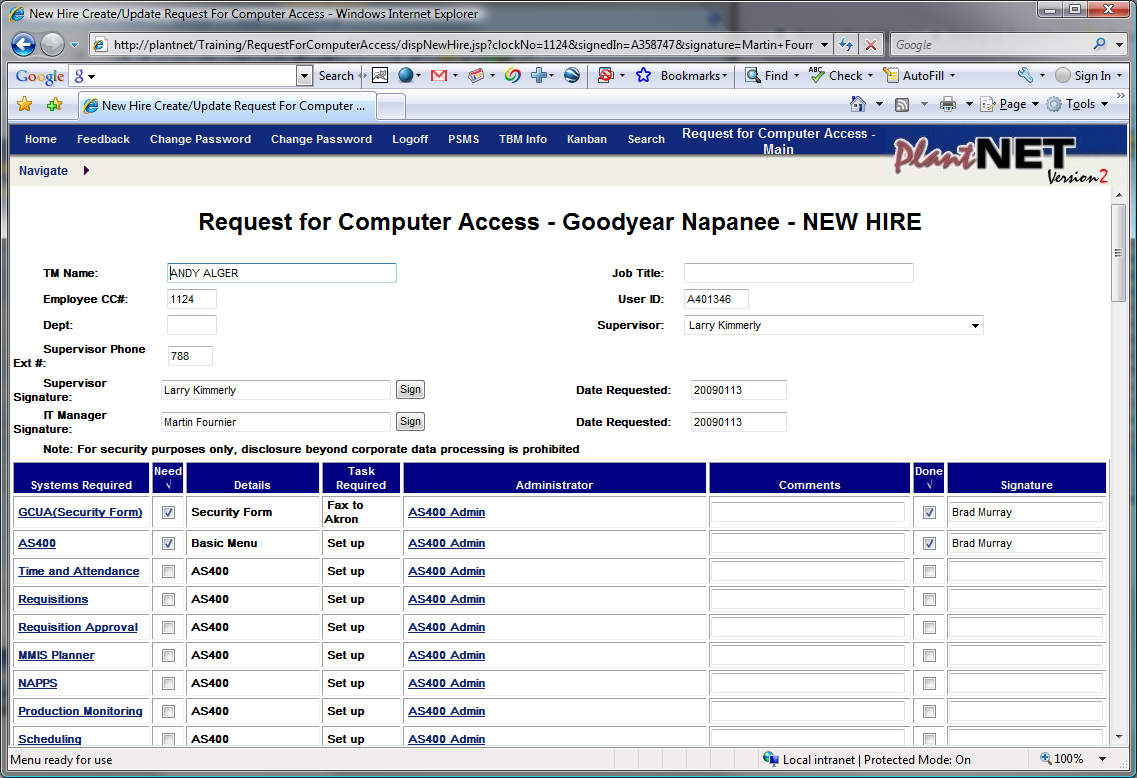 New Hire Create/Update Request For Computer Access - Windows Internet Explorer
http://plantnet/Training/RequestForComputerAccess/dispNewHire.jsp?clockNo=1124&signedIn=A358747&signature=Martin+Fourr
Google
Google Search Bookmarks Find ABC Check AutoFill Sign In
New Hire Create/Update Request For Computer ... Page Tools
Home Feedback Change Password Change Password Logoff PSMS TBM Info Kanban Search Request for Computer Access - Main
PlantNET Version2
Navigate
Request for Computer Access - Goodyear Napanee - NEW HIRE
TM Name: ANDY ALGER Job Title:
Employee CC#: 1124 User ID: A401346
Dept: Supervisor: Larry Kimmerly
Supervisor Phone Ext #: 788
Supervisor Signature: Larry Kimmerly Sign Date Requested: 20090113
IT Manager Signature: Martin Fournier Sign Date Requested: 20090113
Note: For security purposes only, disclosure beyond corporate data processing is prohibited
Systems Required Need √ Details Task Required Administrator Comments Done √ Signature
GCUA(Security Form) Security Form Fax to Akron AS400 Admin Brad Murray
AS400 Basic Menu Set up AS400 Admin Brad Murray
Time and Attendance AS400 Set up AS400 Admin
Requisitions AS400 Set up AS400 Admin
Requisition Approval AS400 Set up AS400 Admin
MMIS Planner AS400 Set up AS400 Admin
NAPPS AS400 Set up AS400 Admin
Production Monitoring AS400 Set up AS400 Admin
Scheduling AS400 Set up AS400 Admin
Menu ready for use Local intranet | Protected Mode: On 100%